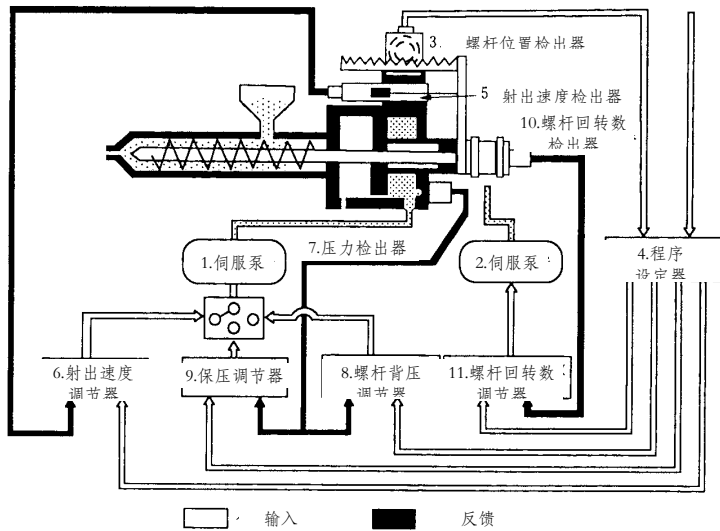 3. 螺杆位置检出器
5 射出速度检出器
10.螺杆回转数
检出器
7.压力检出器
1.伺服泵
2.伺服泵
4.程序
设定器
6.射出速度
调节器
9.保压调节器
8.螺杆背压
调节器
11.螺杆回转数
调节器
输入
反馈